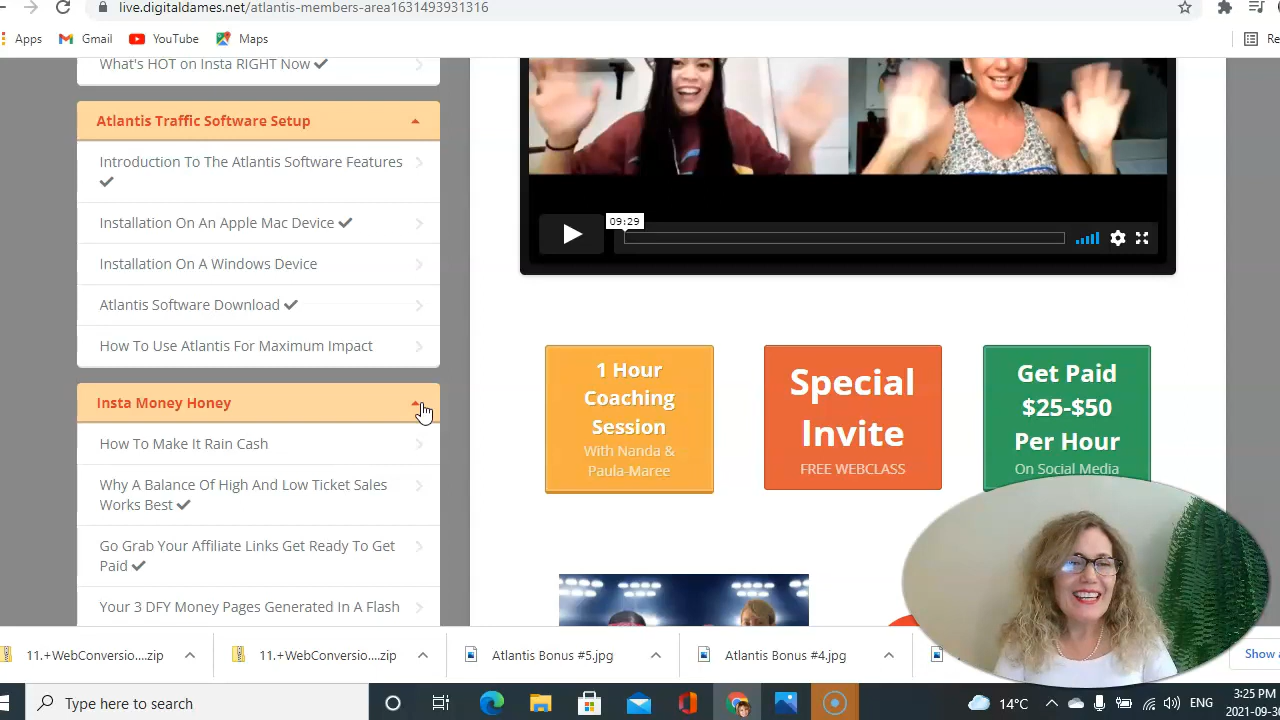 live.digitaldames.net/atlantis-members-area1631493931316
Apps
Gmail
YouTube
Maps
Re
What's HOT on Insta RIGHT Now
Atlantis Traffic Software Setup
Introduction To The Atlantis Software Features
Installation On An Apple Mac Device
Installation On A Windows Device
Atlantis Software Download
How To Use Atlantis For Maximum Impact
Insta Money Honey
How To Make It Rain Cash
Why A Balance Of High And Low Ticket Sales
Works Best
Go Grab Your Affiliate Links Get Ready To Get
Paid
Your 3 DFY Money Pages Generated In A Flash
09:29
1 Hour
Coaching
Session
With Nanda &
Paula-Maree
Special
Invite
FREE WEBCLASS
Get Paid
$25-$50
Per Hour
On Social Media
11.+WebConversio....zip
11.+WebConversio....zip
Atlantis Bonus #5.jpg
Atlantis Bonus #4.jpg
Show a
Type here to search
14°C
ENG
3:25 PM
2021-09-30